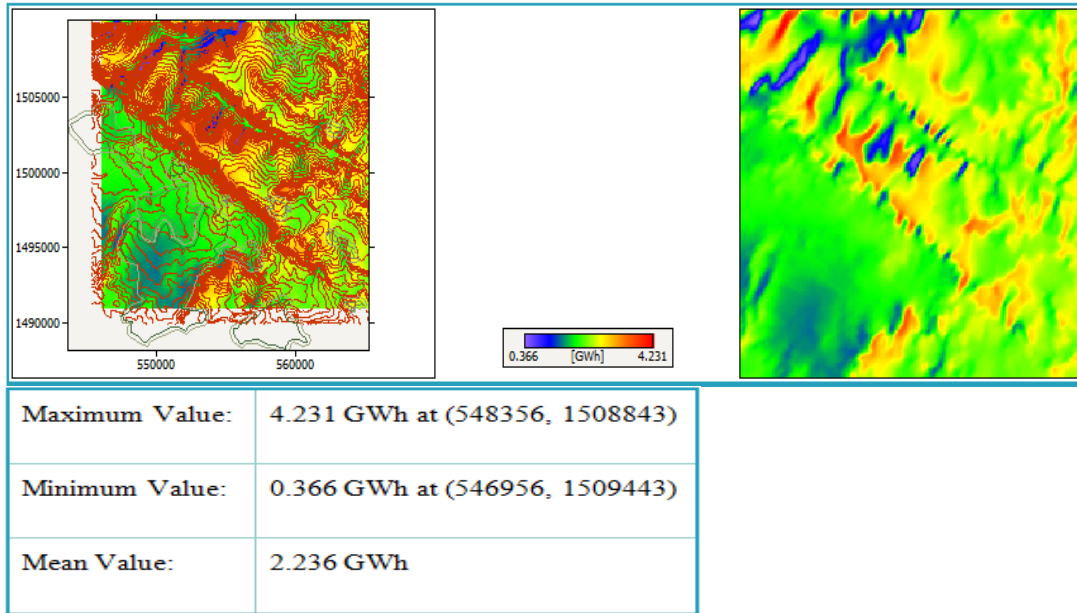 1505000
1500000
1495000
1490000
550000
560000
0.366 [GWh] 4.231
Maximum Value: 4.231 GWh at (548356, 1508843)
Minimum Value: 0.366 GWh at (546956, 1509443)
Mean Value: 2.236 GWh